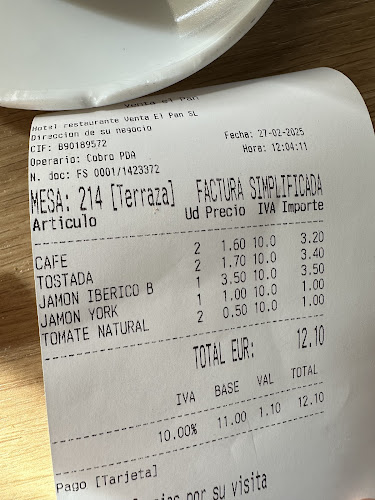 Venta el Pan
Hotel restaurante Venta El Pan SL
Direccion de su negocio
CIF: B90189572
Fecha: 27-02-2025
Operario: Cobro PDA
Hora: 12:04:11
N. doc: FS 0001/1423372
MESA: 214 [Terraza] FACTURA SIMPLIFICADA
Articulo Ud Precio IVA Importe
CAFE 2 1.60 10.0 3.20
TOSTADA 2 1.70 10.0 3.40
JAMON IBERICO B 1 3.50 10.0 3.50
JAMON YORK 1 1.00 10.0 1.00
TOMATE NATURAL 2 0.50 10.0 1.00
TOTAL EUR: 12.10
IVA BASE VAL TOTAL
10.00% 11.00 1.10 12.10
Pago [Tarjeta]
por su visita